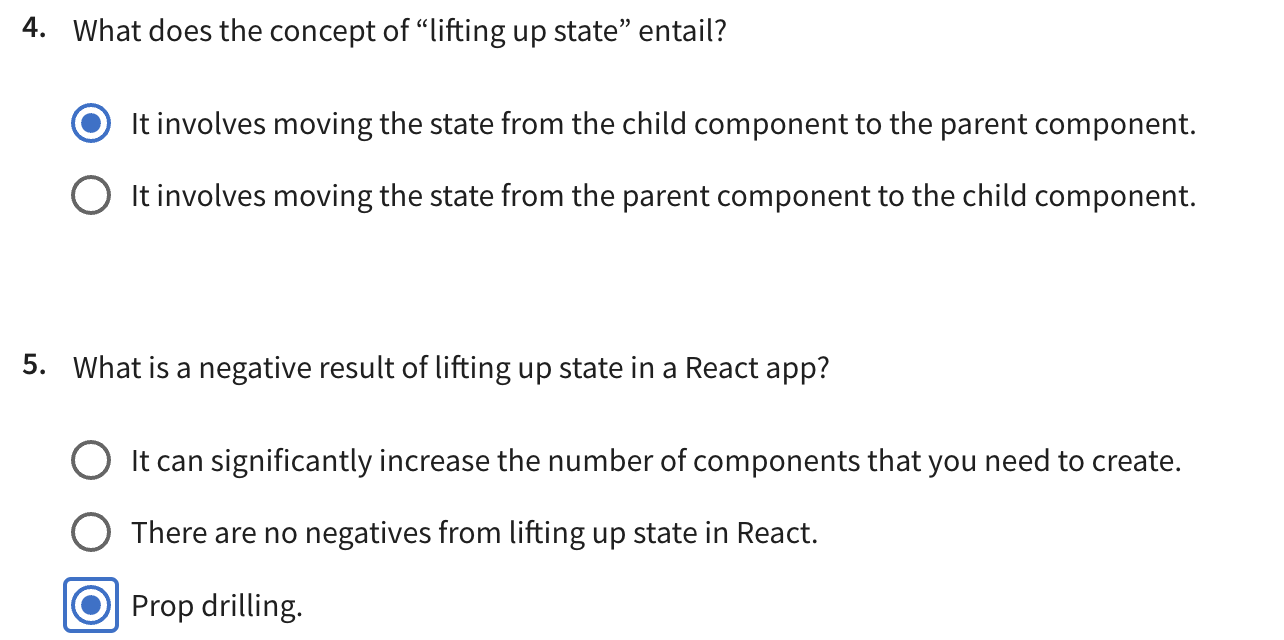 4. What does the concept of “lifting up state” entail?
It involves moving the state from the child component to the parent component.
It involves moving the state from the parent component to the child component.
5. What is a negative result of lifting up state in a React app?
It can significantly increase the number of components that you need to create.
There are no negatives from lifting up state in React.
Prop drilling.